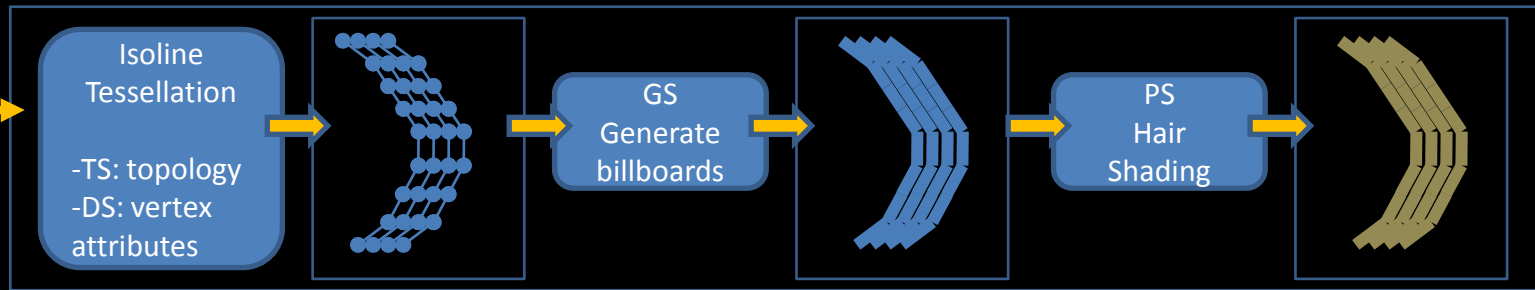 Isoline
Tessellation
-TS: topology
-DS: vertex
attributes
GS
Generate
billboards
PS
Hair
Shading